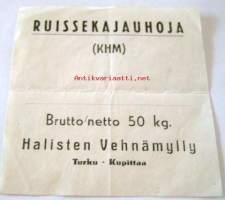 RUISSEKAJAUHOJA
(KHM)
Antikvariaatti.net
Brutto/netto 50 kg.
Halisten Vehnämylly
Turku - Kupittaa